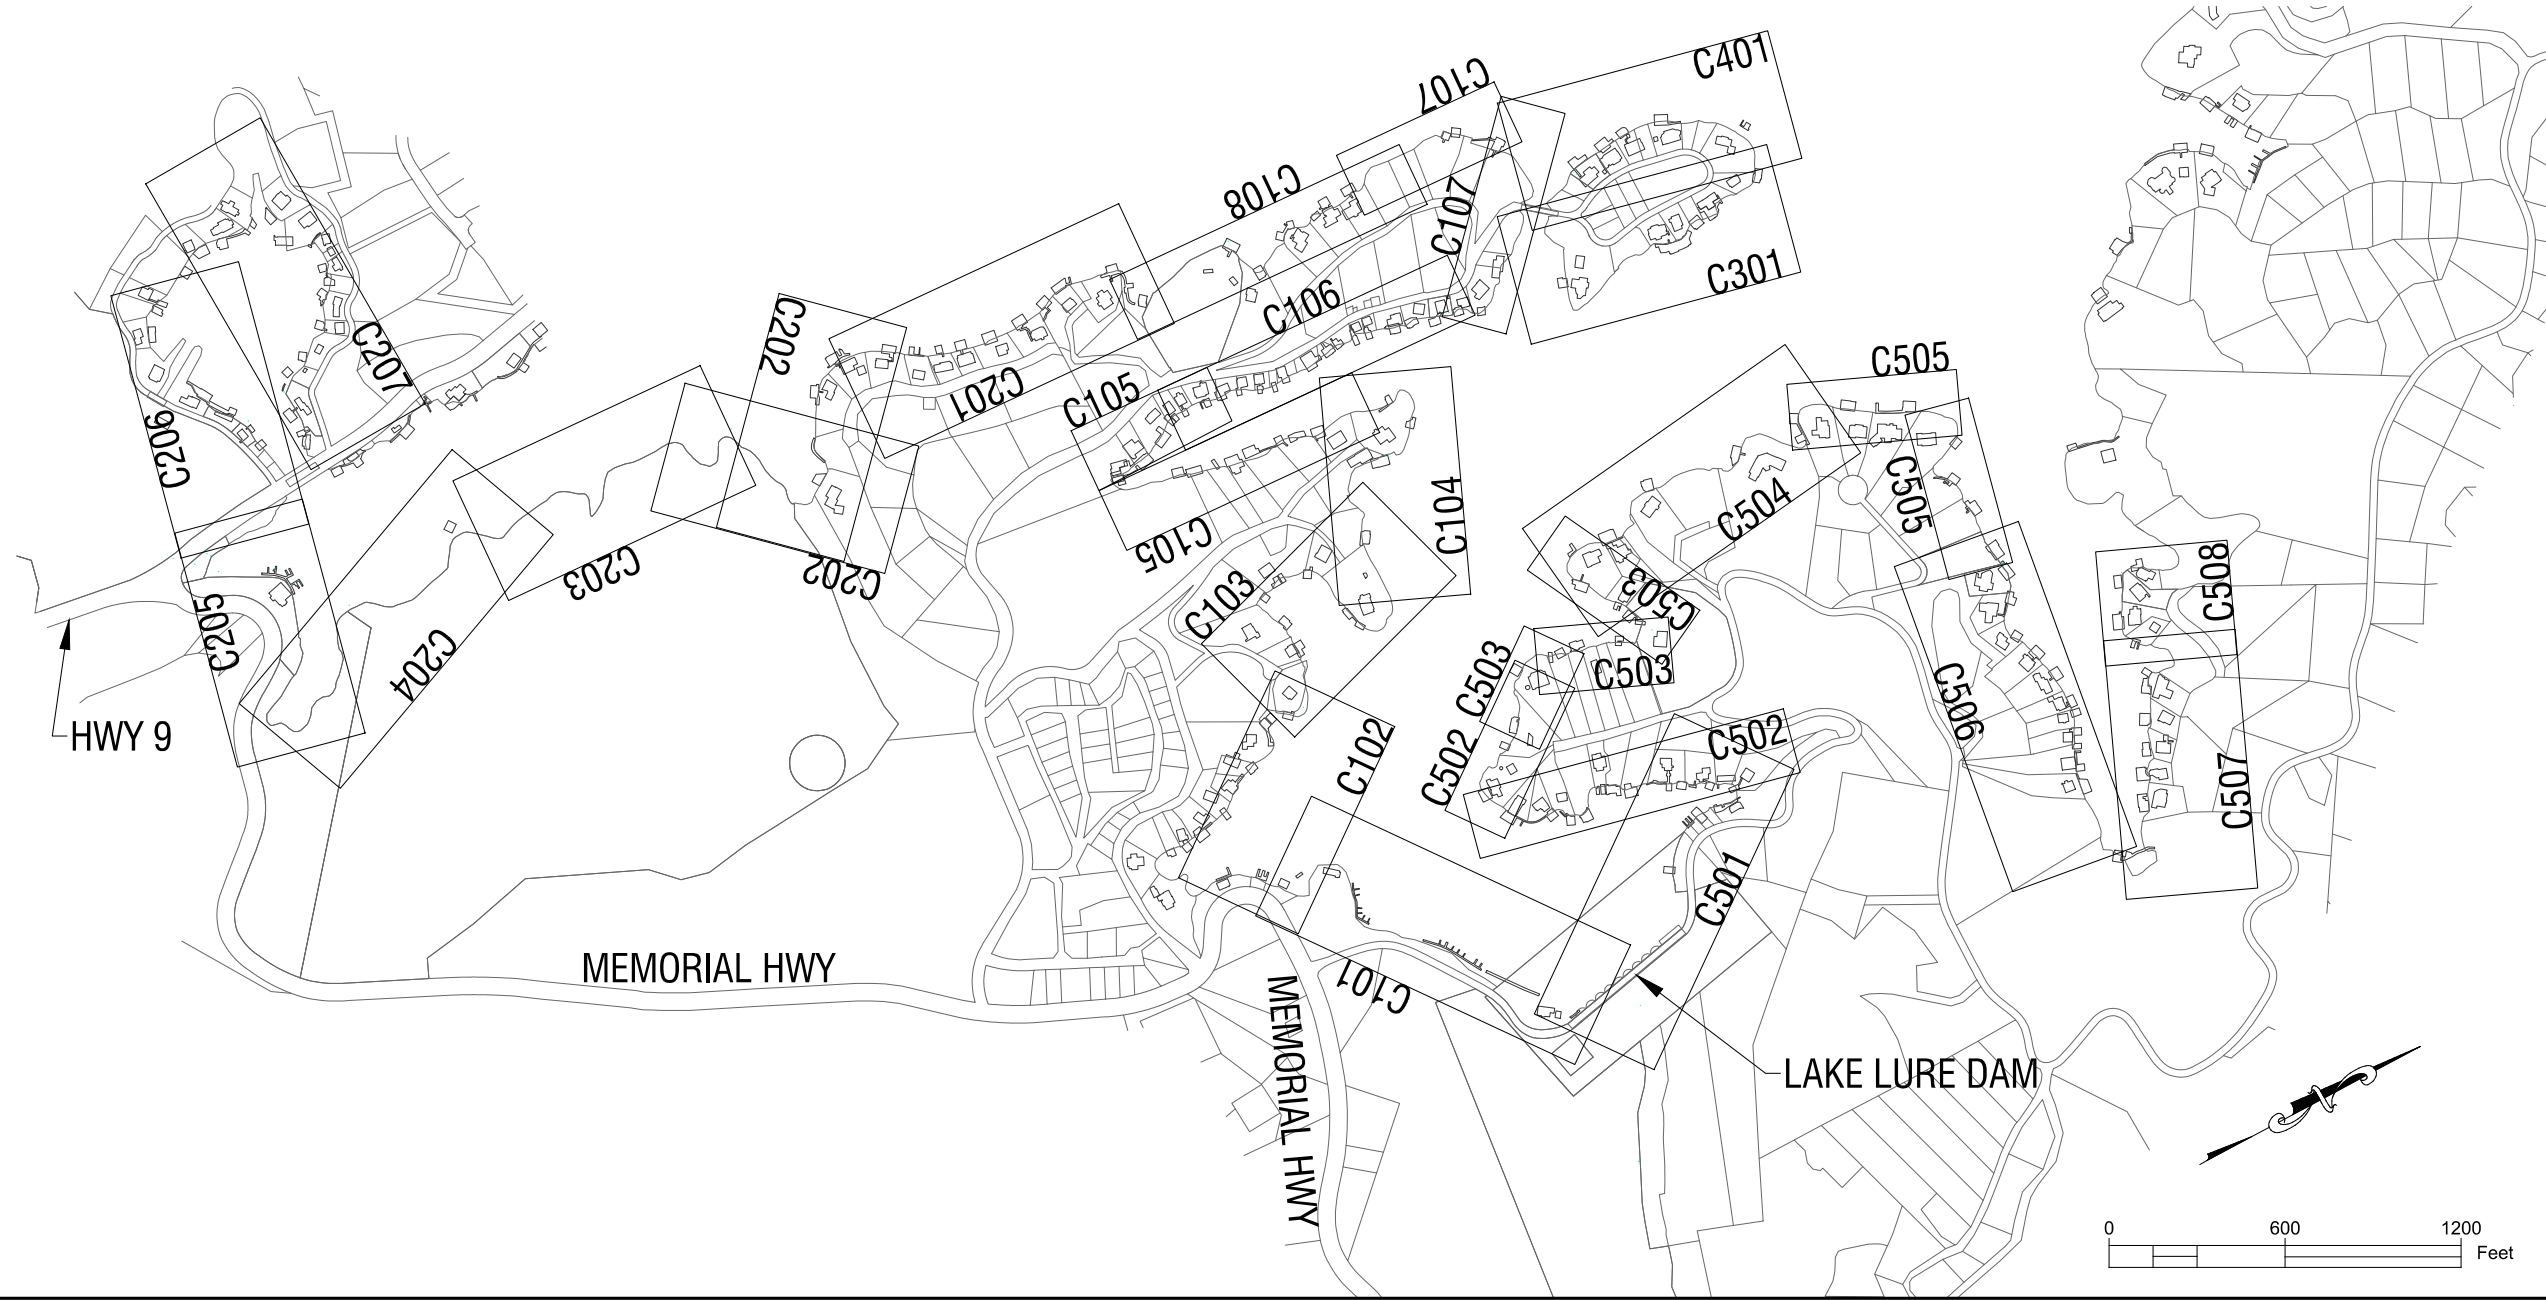 C401
C107
C108
C107
C301
C106
C202
C207
C201
C105
C505
C206
C104
C505
C504
C105
C203
C202
C103
C503
C508
C205
C204
C503
C503
C506
HWY 9
C102
C502
C502
C507
C501
MEMORIAL HWY
C101
MEMORIAL HWY
LAKE LURE DAM
N
0 600 1200
Feet